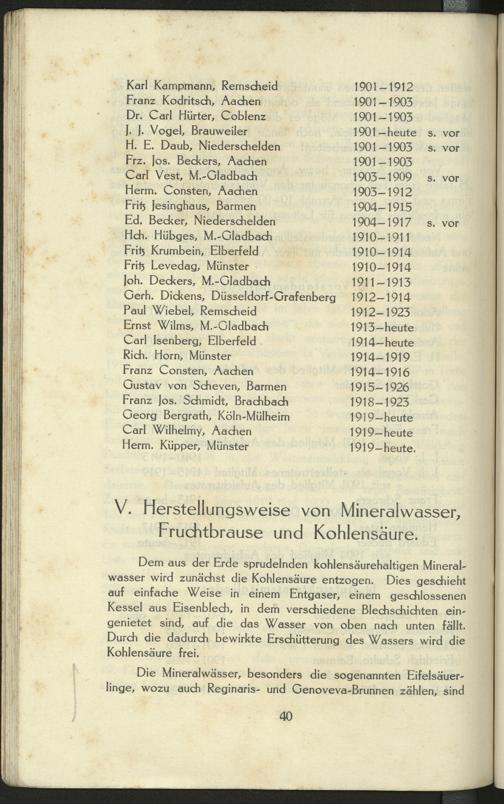 Karl Kampmann, Remscheid 1901–1912
Franz Kodritsch, Aachen 1901–1903
Dr. Carl Hürter, Coblenz 1901–1903
J. J. Vogel, Brauweiler 1901–heute s. vor
H. E. Daub, Niederschelden 1901–1903 s. vor
Frz. Jos. Beckers, Aachen 1901–1903
Carl Vest, M.-Gladbach 1903–1909 s. vor
Herm. Consten, Aachen 1903–1912
Fritz Jesinghaus, Barmen 1904–1915
Ed. Becker, Niederschelden 1904–1917 s. vor
Hch. Hübges, M.-Gladbach 1910–1911
Fritz Krumbein, Elberfeld 1910–1914
Fritz Levedag, Münster 1910–1914
Joh. Deckers, M.-Gladbach 1911–1913
Gerh. Dickens, Düsseldorf-Grafenberg 1912–1914
Paul Wiebel, Remscheid 1912–1923
Ernst Wilms, M.-Gladbach 1913–heute
Carl Isenberg, Elberfeld 1914–heute
Rich. Horn, Münster 1914–1919
Franz Consten, Aachen 1914–1916
Gustav von Scheven, Barmen 1915–1926
Franz Jos. Schmidt, Brachbach 1918–1923
Georg Bergrath, Köln-Mülheim 1919–heute
Carl Wilhelmy, Aachen 1919–heute
Herm. Küpper, Münster 1919–heute.
V. Herstellungsweise von Mineralwasser,
Fruchtbrause und Kohlensäure.
Dem aus der Erde sprudelnden kohlensäurehaltigen Mineral-
wasser wird zunächst die Kohlensäure entzogen. Dies geschieht
auf einfache Weise in einem Entgaser, einem geschlossenen
Kessel aus Eisenblech, in dem verschiedene Blechschichten ein-
genietet sind, auf die das Wasser von oben nach unten fällt.
Durch die dadurch bewirkte Erschütterung des Wassers wird die
Kohlensäure frei.
Die Mineralwässer, besonders die sogenannten Eifelsäuer-
linge, wozu auch Reginaris- und Genoveva-Brunnen zählen, sind
40